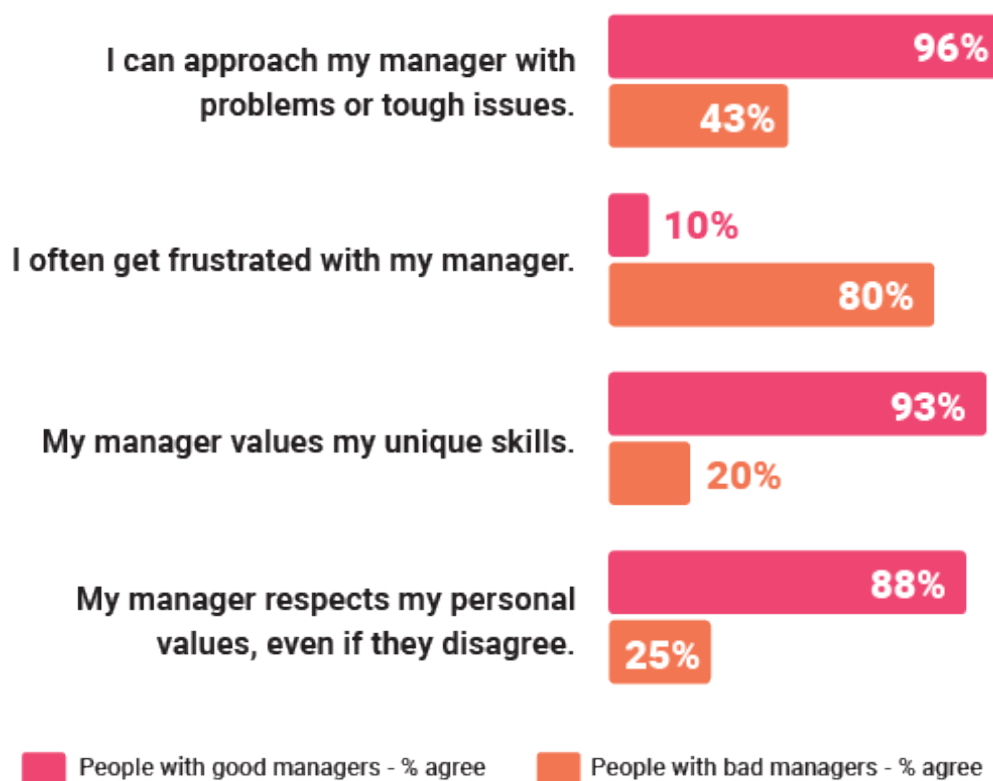 I can approach my manager with
problems or tough issues.
96%
43%
I often get frustrated with my manager.
10%
80%
My manager values my unique skills.
93%
20%
My manager respects my personal
values, even if they disagree.
88%
25%
People with good managers - % agree
People with bad managers - % agree